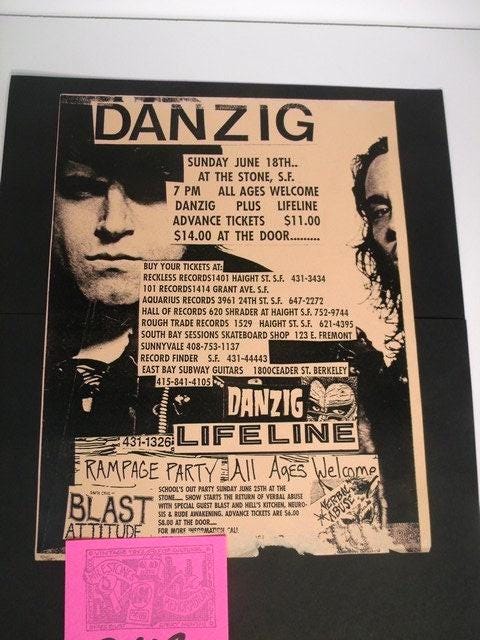 DANZIG
SUNDAY JUNE 18TH..
AT THE STONE, S.F.
7 PM ALL AGES WELCOME
DANZIG PLUS LIFELINE
ADVANCE TICKETS $11.00
$14.00 AT THE DOOR.........
BUY YOUR TICKETS AT:
RECKLESS RECORDS1401 HAIGHT ST. S.F. 431-3434
101 RECORDS1414 GRANT AVE. S.F.
AQUARIUS RECORDS 3961 24TH ST. S.F. 647-2272
HALL OF RECORDS 620 SHRADER AT HAIGHT S.F. 752-9744
ROUGH TRADE RECORDS 1529 HAIGHT ST. S.F. 621-4395
SOUTH BAY SESSIONS SKATEBOARD SHOP 123 E. FREMONT
SUNNYVALE 408-753-1137
RECORD FINDER S.F. 431-44443
EAST BAY SUBWAY GUITARS 1800CEADER ST. BERKELEY
415-841-4105
DANZIG
431-1326
LIFELINE
RAMPAGE PARTY All Ages Welcome
SCHOOL'S OUT PARTY SUNDAY JUNE 25TH AT THE
STONE..... SHOW STARTS THE RETURN OF VERBAL ABUSE
WITH SPECIAL GUEST BLAST AND HELL'S KITCHEN, NEURO-
SIS & RUDE AWAKENING. ADVANCE TICKETS ARE $6.00
$8.00 AT THE DOOR.....
FOR MORE INFORMATION CALL
BLAST
ATTITUDE
VERBAL
ABUSE